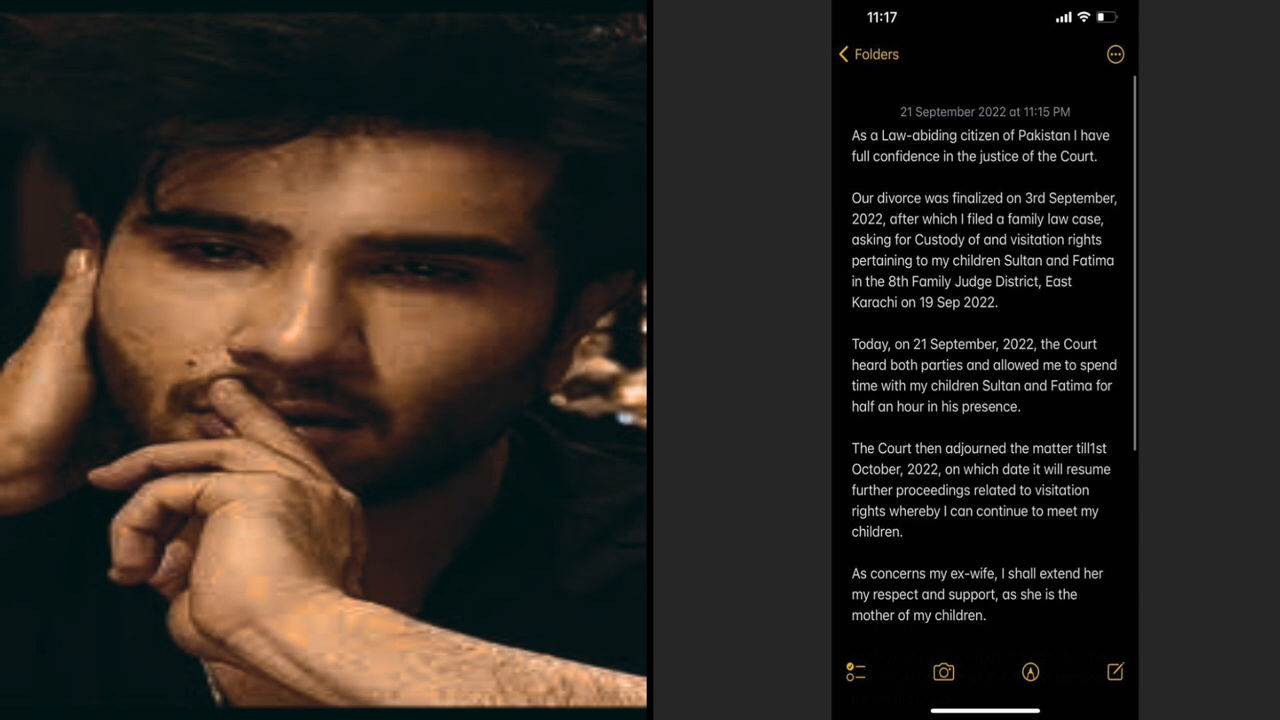 11:17
Folders
21 September 2022 at 11:15 PM
As a Law-abiding citizen of Pakistan I have
full confidence in the justice of the Court.
Our divorce was finalized on 3rd September,
2022, after which I filed a family law case,
asking for Custody of and visitation rights
pertaining to my children Sultan and Fatima
in the 8th Family Judge District, East
Karachi on 19 Sep 2022.
Today, on 21 September, 2022, the Court
heard both parties and allowed me to spend
time with my children Sultan and Fatima for
half an hour in his presence.
The Court then adjourned the matter till1st
October, 2022, on which date it will resume
further proceedings related to visitation
rights whereby I can continue to meet my
children.
As concerns my ex-wife, I shall extend her
my respect and support, as she is the
mother of my children.